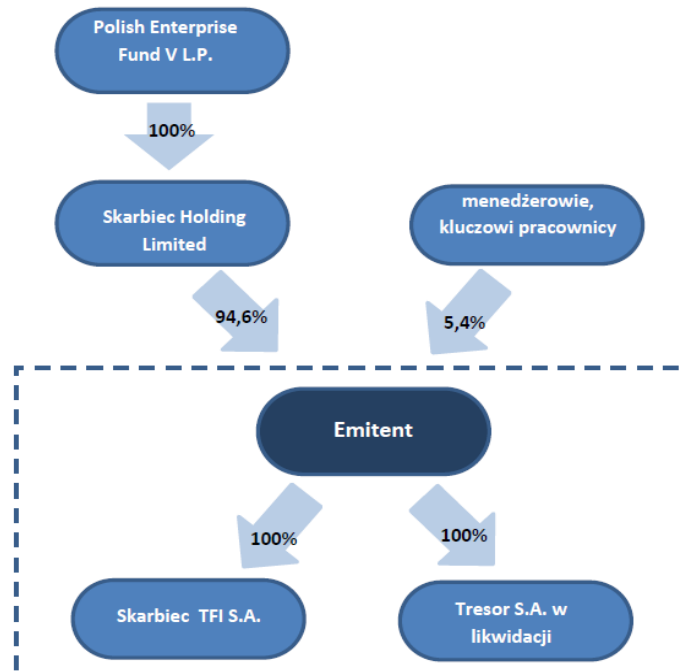 Polish Enterprise
Fund V L.P.
100%
Skarbiec Holding
Limited
menedżerowie,
kluczowi pracownicy
94,6%
5,4%
Emitent
100%
100%
Skarbiec TFI S.A.
Tresor S.A. w
likwidacji